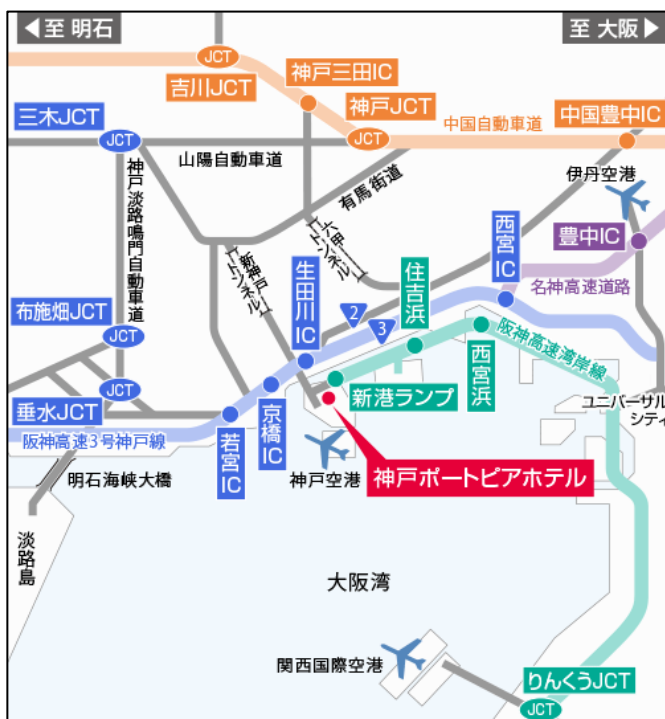 ◀至 明石
至 大阪▶
JCT
吉川JCT
神戸三田IC
神戸JCT
JCT
中国自動車道
中国豊中IC
三木JCT
JCT
山陽自動車道
有馬街道
伊丹空港
神戸淡路鳴門自動車道
六甲トンネル
新神戸トンネル
西宮IC
豊中IC
名神高速道路
生田川IC
住吉浜
2
3
布施畑JCT
JCT
西宮浜
阪神高速湾岸線
新港ランプ
JCT
垂水JCT
京橋IC
若宮IC
阪神高速3号神戸線
ユニバーサル
シティ
神戸空港
神戸ポートピアホテル
明石海峡大橋
淡路島
大阪湾
関西国際空港
りんくうJCT
JCT